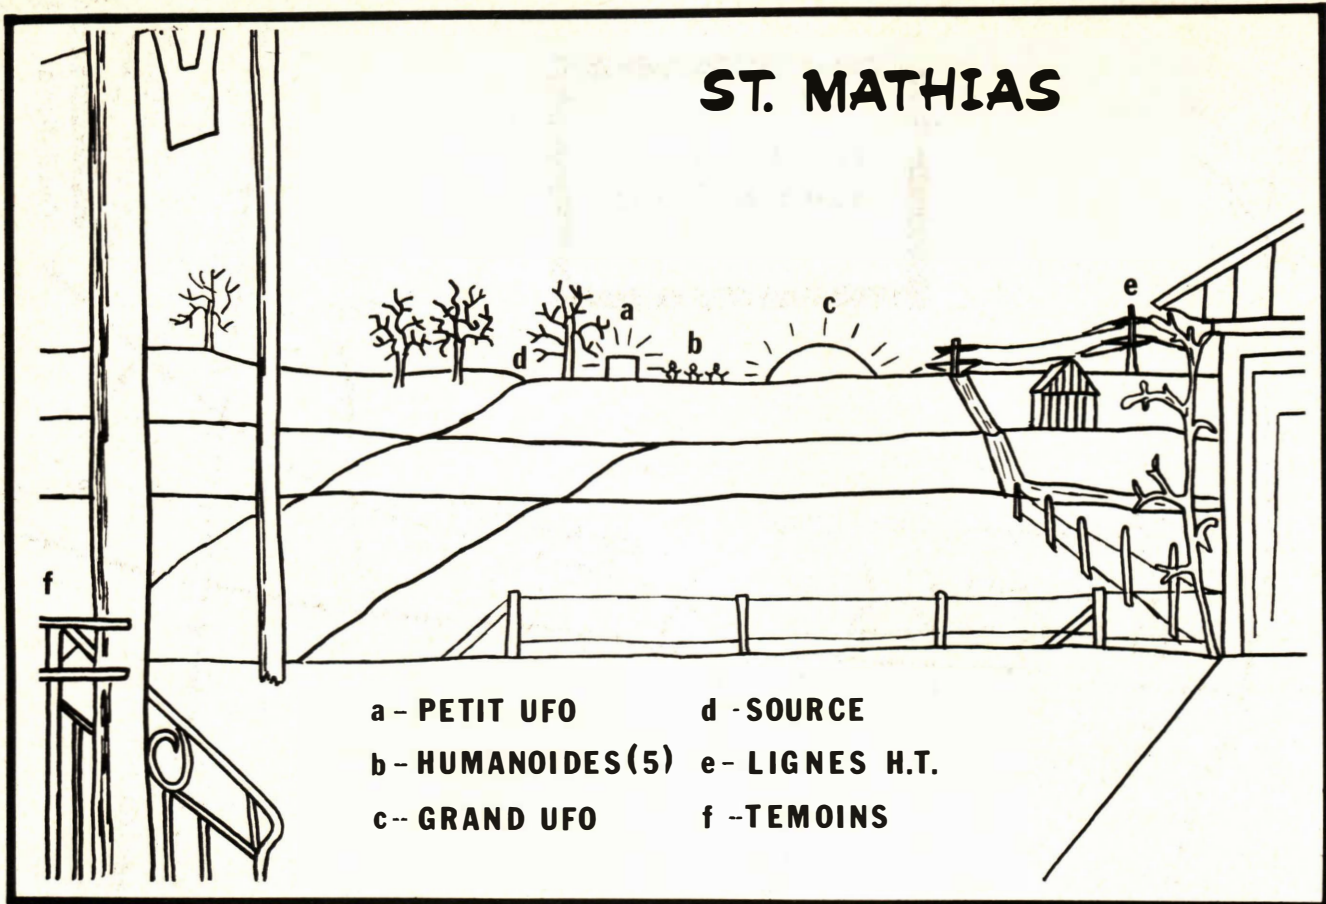 ST. MATHIAS
e
a
c
b
d
f
a - PETIT UFO
d - SOURCE
b - HUMANOIDES (5)
e - LIGNES H.T.
c -- GRAND UFO
f -- TEMOINS